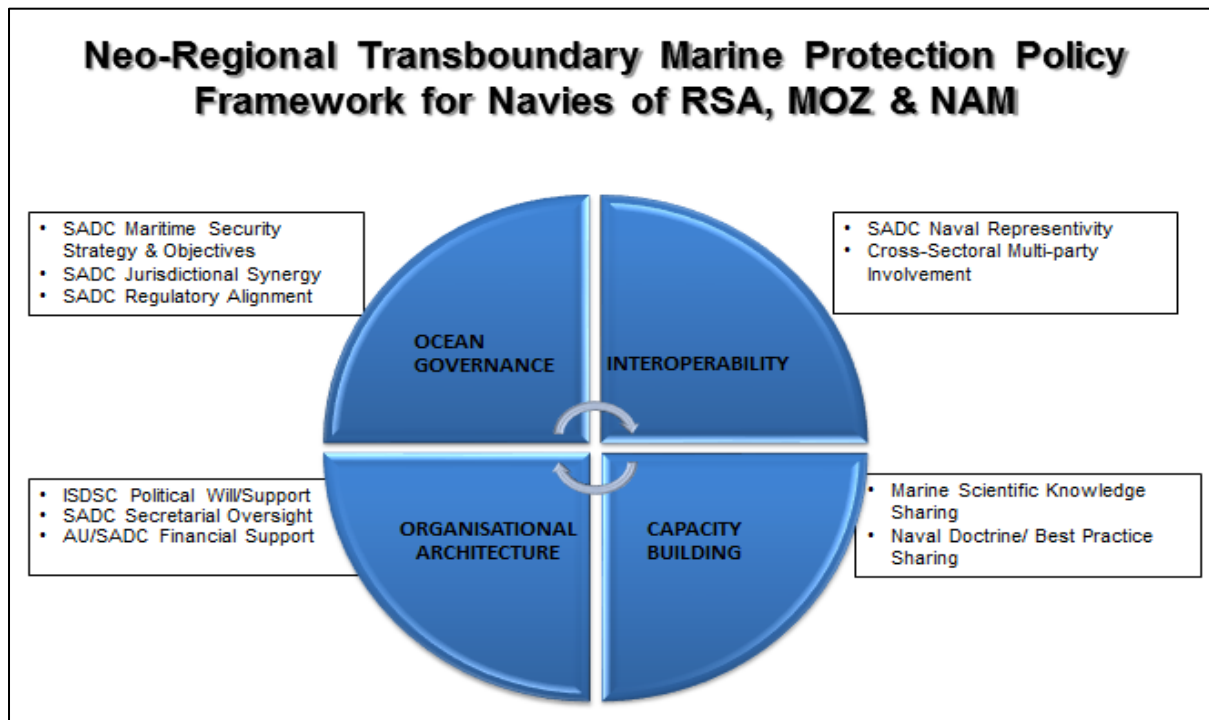 Neo-Regional Transboundary Marine Protection Policy
Framework for Navies of RSA, MOZ & NAM
• SADC Maritime Security
Strategy & Objectives
• SADC Jurisdictional Synergy
• SADC Regulatory Alignment
• SADC Naval Representivity
• Cross-Sectoral Multi-party
Involvement
OCEAN
GOVERNANCE
INTEROPERABILITY
• ISDSC Political Will/Support
• SADC Secretarial Oversight
• AU/SADC Financial Support
ORGANISATIONAL
ARCHITECTURE
CAPACITY
BUILDING
• Marine Scientific Knowledge
Sharing
• Naval Doctrine/ Best Practice
Sharing